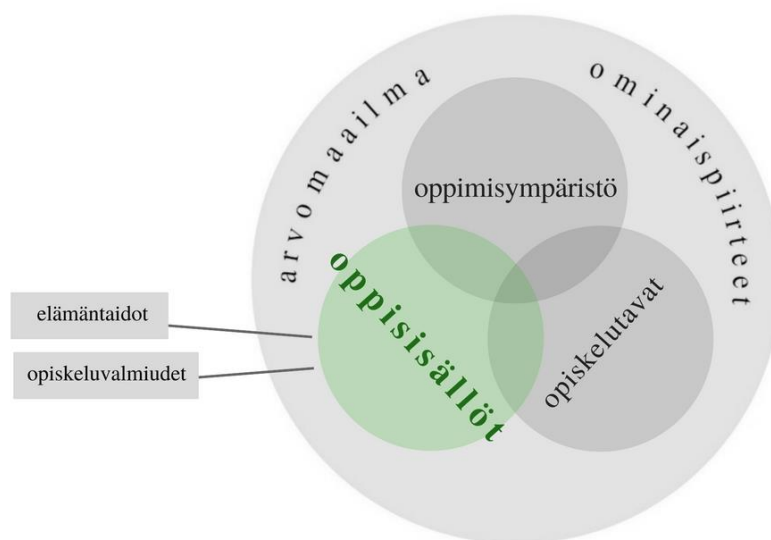 arvomaailma
ominaispiirteet
oppimisympäristö
oppisisällöt
opiskelutavat
elämäntaidot
opiskeluvalmiudet